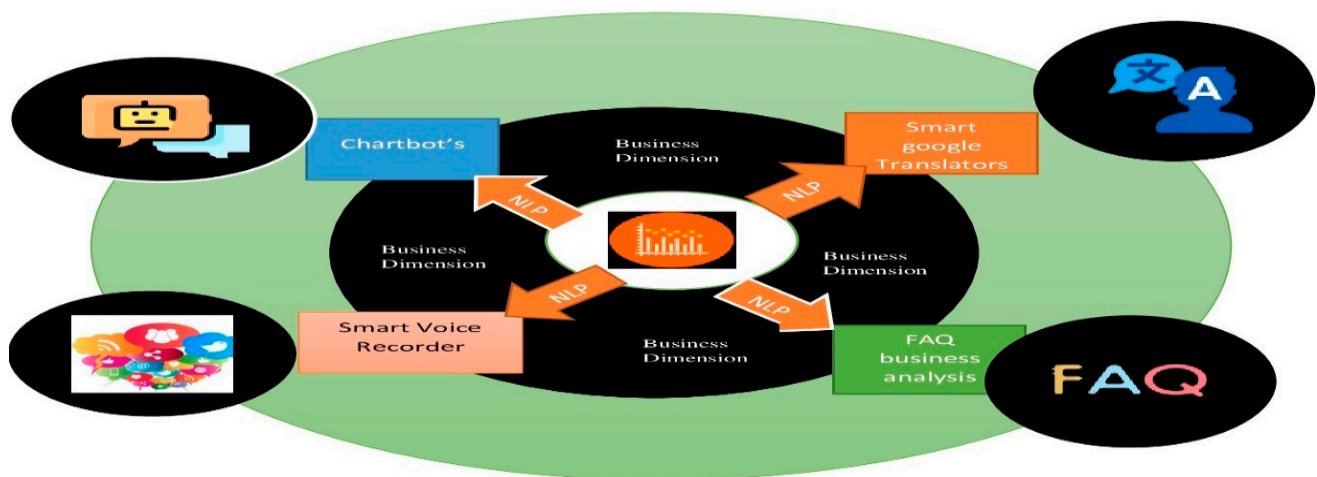 Chartbot's
Business
Dimension
Smart
google
Translators
文
A
NLP
NLP
Business
Dimension
Business
Dimension
NLP
NLP
Smart Voice
Recorder
Business
Dimension
FAQ
business
analysis
FAQ